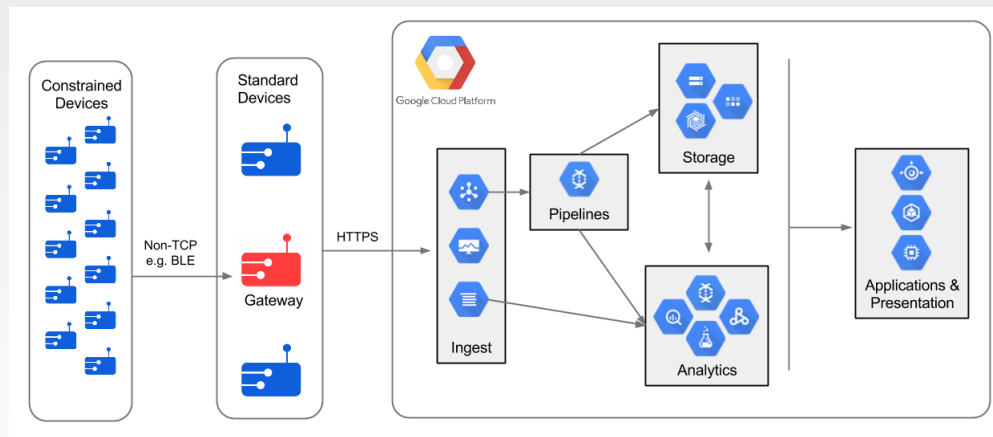 Constrained
Devices
Non-TCP
e.g. BLE
Standard
Devices
Gateway
HTTPS
Google Cloud Platform
Ingest
Pipelines
Storage
Analytics
Applications &
Presentation